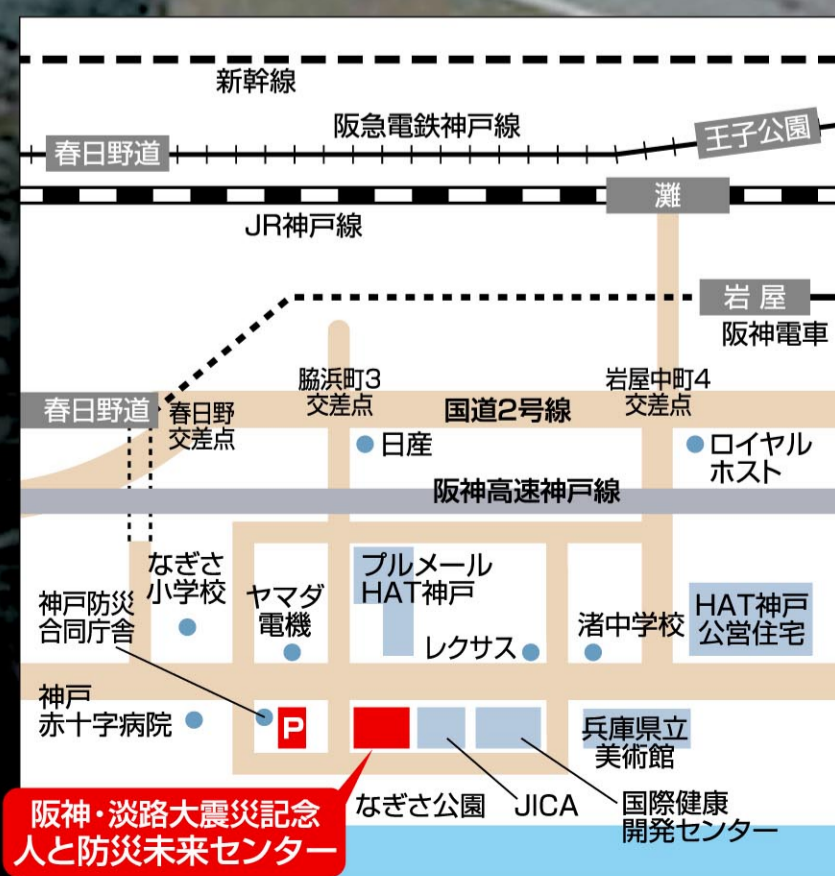 新幹線
阪急電鉄神戸線
王子公園
春日野道
灘
JR神戸線
岩屋
阪神電車
脇浜町3
交差点
岩屋中町4
交差点
春日野道
春日野
交差点
国道2号線
日産
ロイヤル
ホスト
阪神高速神戸線
なぎさ
小学校
プルメール
HAT神戸
神戸防災
合同庁舎
ヤマダ
電機
レクサス
渚中学校
HAT神戸
公営住宅
神戸
赤十字病院
P
兵庫県立
美術館
なぎさ公園
JICA
国際健康
開発センター
阪神・淡路大震災記念
人と防災未来センター